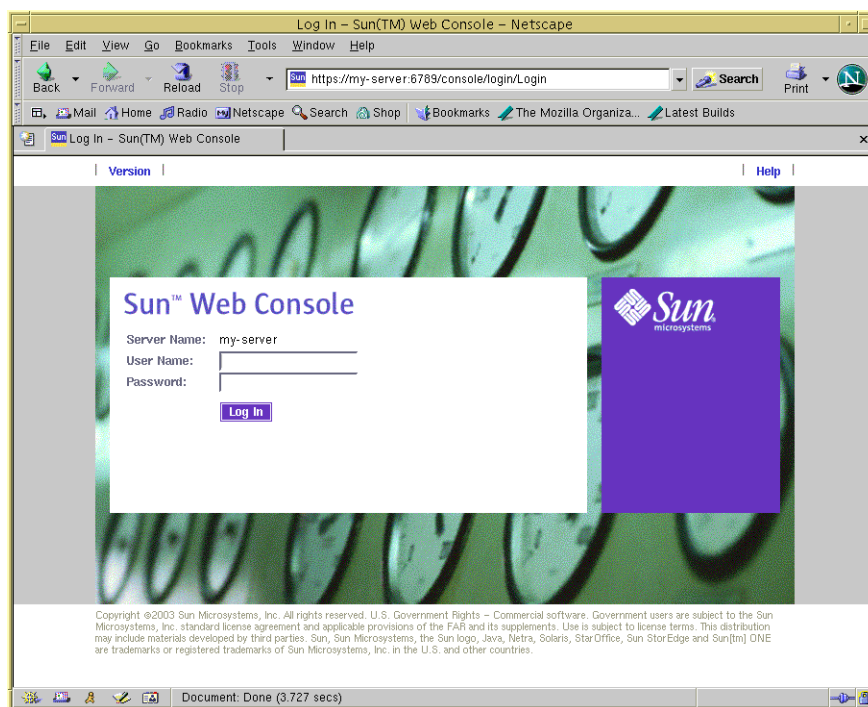 Log In – Sun(TM) Web Console – Netscape
File Edit View Go Bookmarks Tools Window Help
Back Forward Reload Stop
Sun https://my-server:6789/console/login/Login
Search Print N
Mail Home Radio Netscape Search Shop Bookmarks The Mozilla Organiza... Latest Builds
Sun Log In – Sun(TM) Web Console
Version Help
Sun™ Web Console
Sun
microsystems
Server Name: my-server
User Name:
Password:
Log In
Copyright ©2003 Sun Microsystems, Inc. All rights reserved. U.S. Government Rights – Commercial software. Government users are subject to the Sun
Microsystems, Inc. standard license agreement and applicable provisions of the FAR and its supplements. Use is subject to license terms. This distribution
may include materials developed by third parties. Sun, Sun Microsystems, the Sun logo, Java, Netra, Solaris, StarOffice, Sun StorEdge and Sun[tm] ONE
are trademarks or registered trademarks of Sun Microsystems, Inc. in the U.S. and other countries.
Document: Done (3.727 secs)